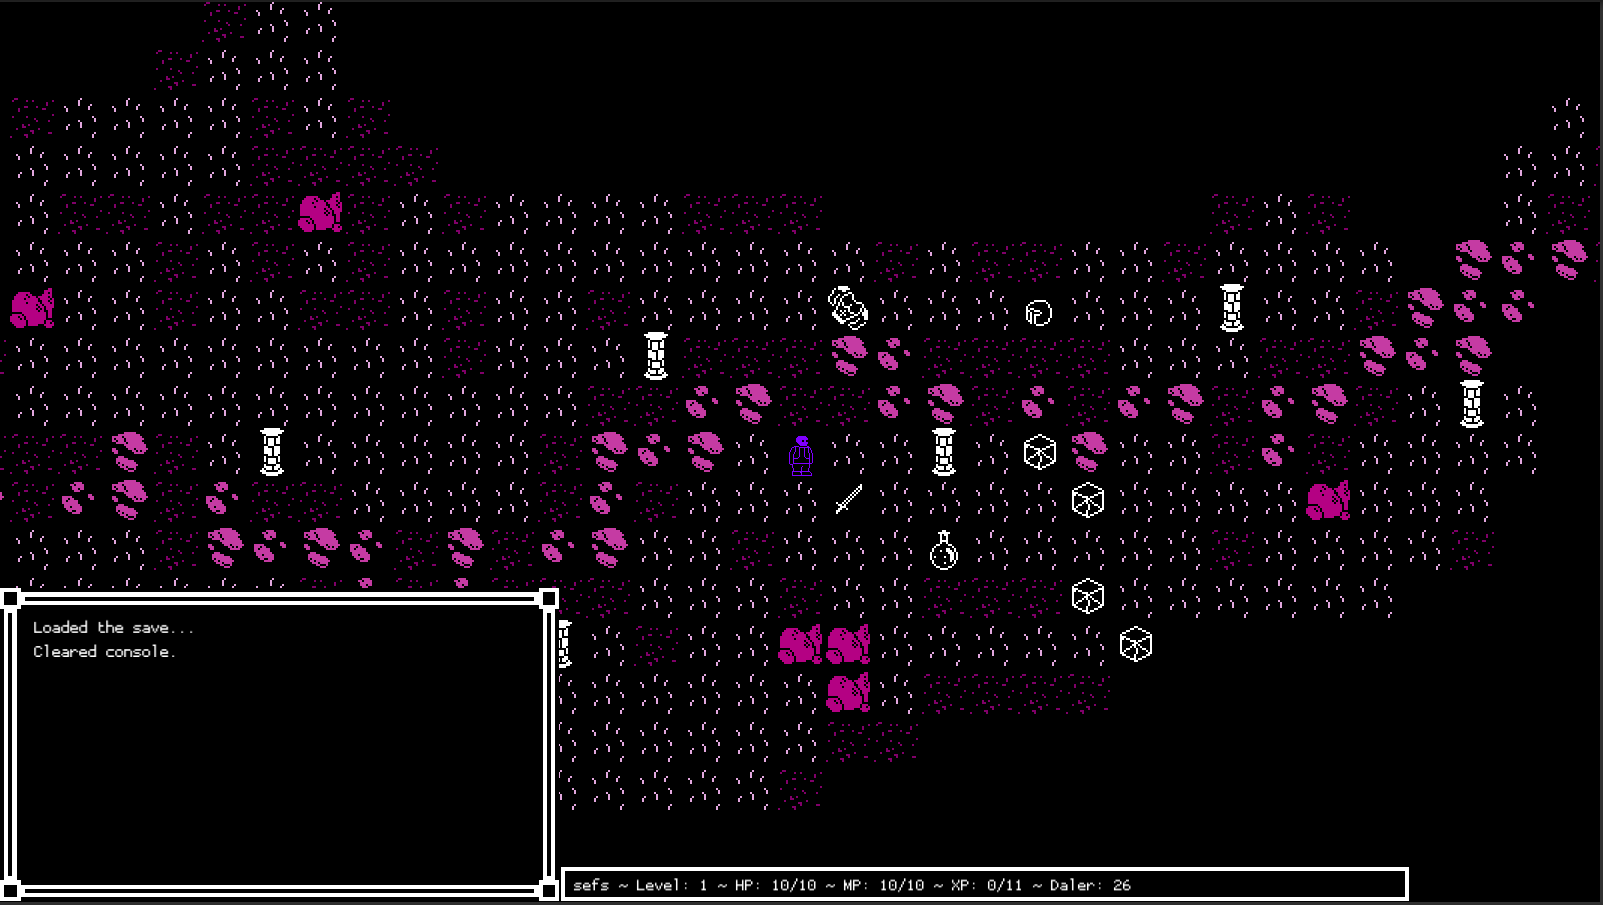 Loaded the save...
Cleared console.
sefs ~ Level: 1 ~ HP: 10/10 ~ MP: 10/10 ~ XP: 0/11 ~ Daler: 26